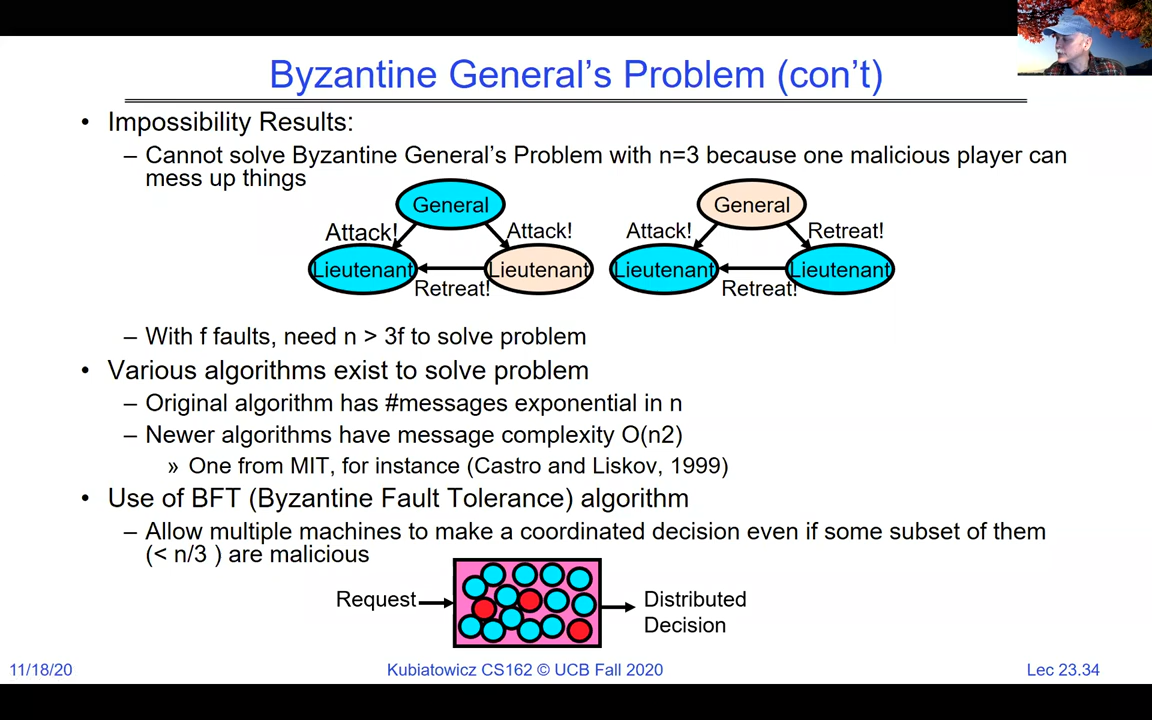 Byzantine General's Problem (con't)
• Impossibility Results:
– Cannot solve Byzantine General's Problem with n=3 because one malicious player can
mess up things
General
General
Attack!
Attack!
Attack!
Retreat!
Lieutenant
Lieutenant
Lieutenant
Lieutenant
Retreat!
Retreat!
– With f faults, need n > 3f to solve problem
• Various algorithms exist to solve problem
– Original algorithm has #messages exponential in n
– Newer algorithms have message complexity O(n2)
» One from MIT, for instance (Castro and Liskov, 1999)
• Use of BFT (Byzantine Fault Tolerance) algorithm
– Allow multiple machines to make a coordinated decision even if some subset of them
(< n/3 ) are malicious
Request
Distributed
Decision
11/18/20
Kubiatowicz CS162 © UCB Fall 2020
Lec 23.34